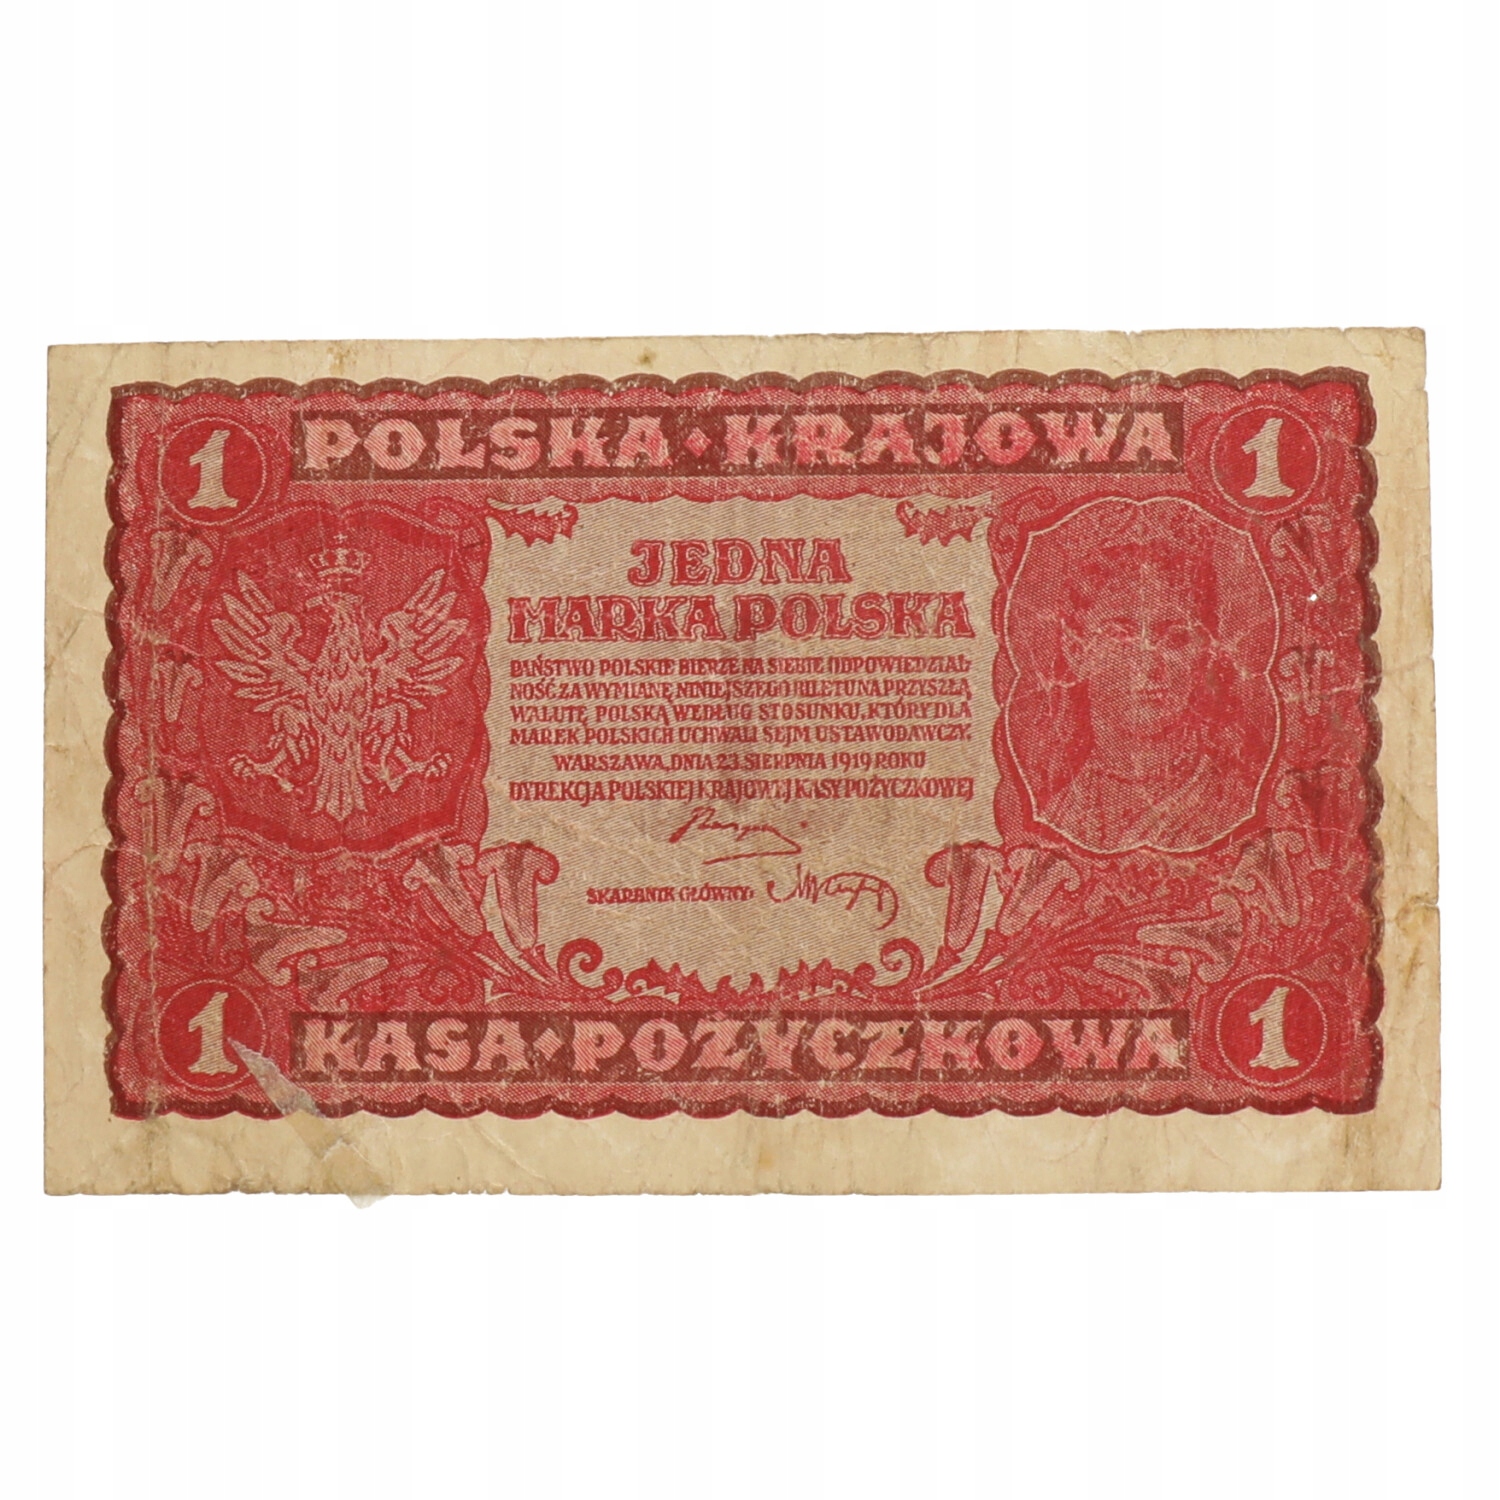 1 POLSKA KRAJOWA 1
JEDNA
MARKA POLSKA
PAŃSTWO POLSKIE BIERZE NA SIEBIE ODPOWIEDZIAL-
NOŚĆ ZA WYMIANĘ NINIEJSZEGO BILETU NA PRZYSZŁĄ
WALUTĘ POLSKĄ WEDŁUG STOSUNKU, KTÓRY DLA
MAREK POLSKICH UCHWALI SEJM USTAWODAWCZY.
WARSZAWA, DNIA 23 SIERPNIA 1919 ROKU
DYREKCJA POLSKIEJ KRAJOWEJ KASY POŻYCZKOWEJ
SKARBNIK GŁÓWNY:
1 KASA POŻYCZKOWA 1